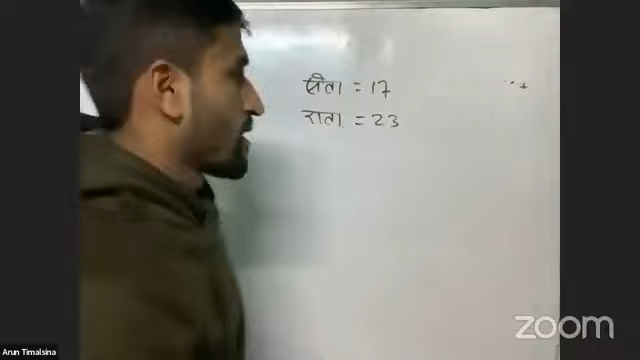 सीता = 17
राता = 23
zoom
Arun Timalsina